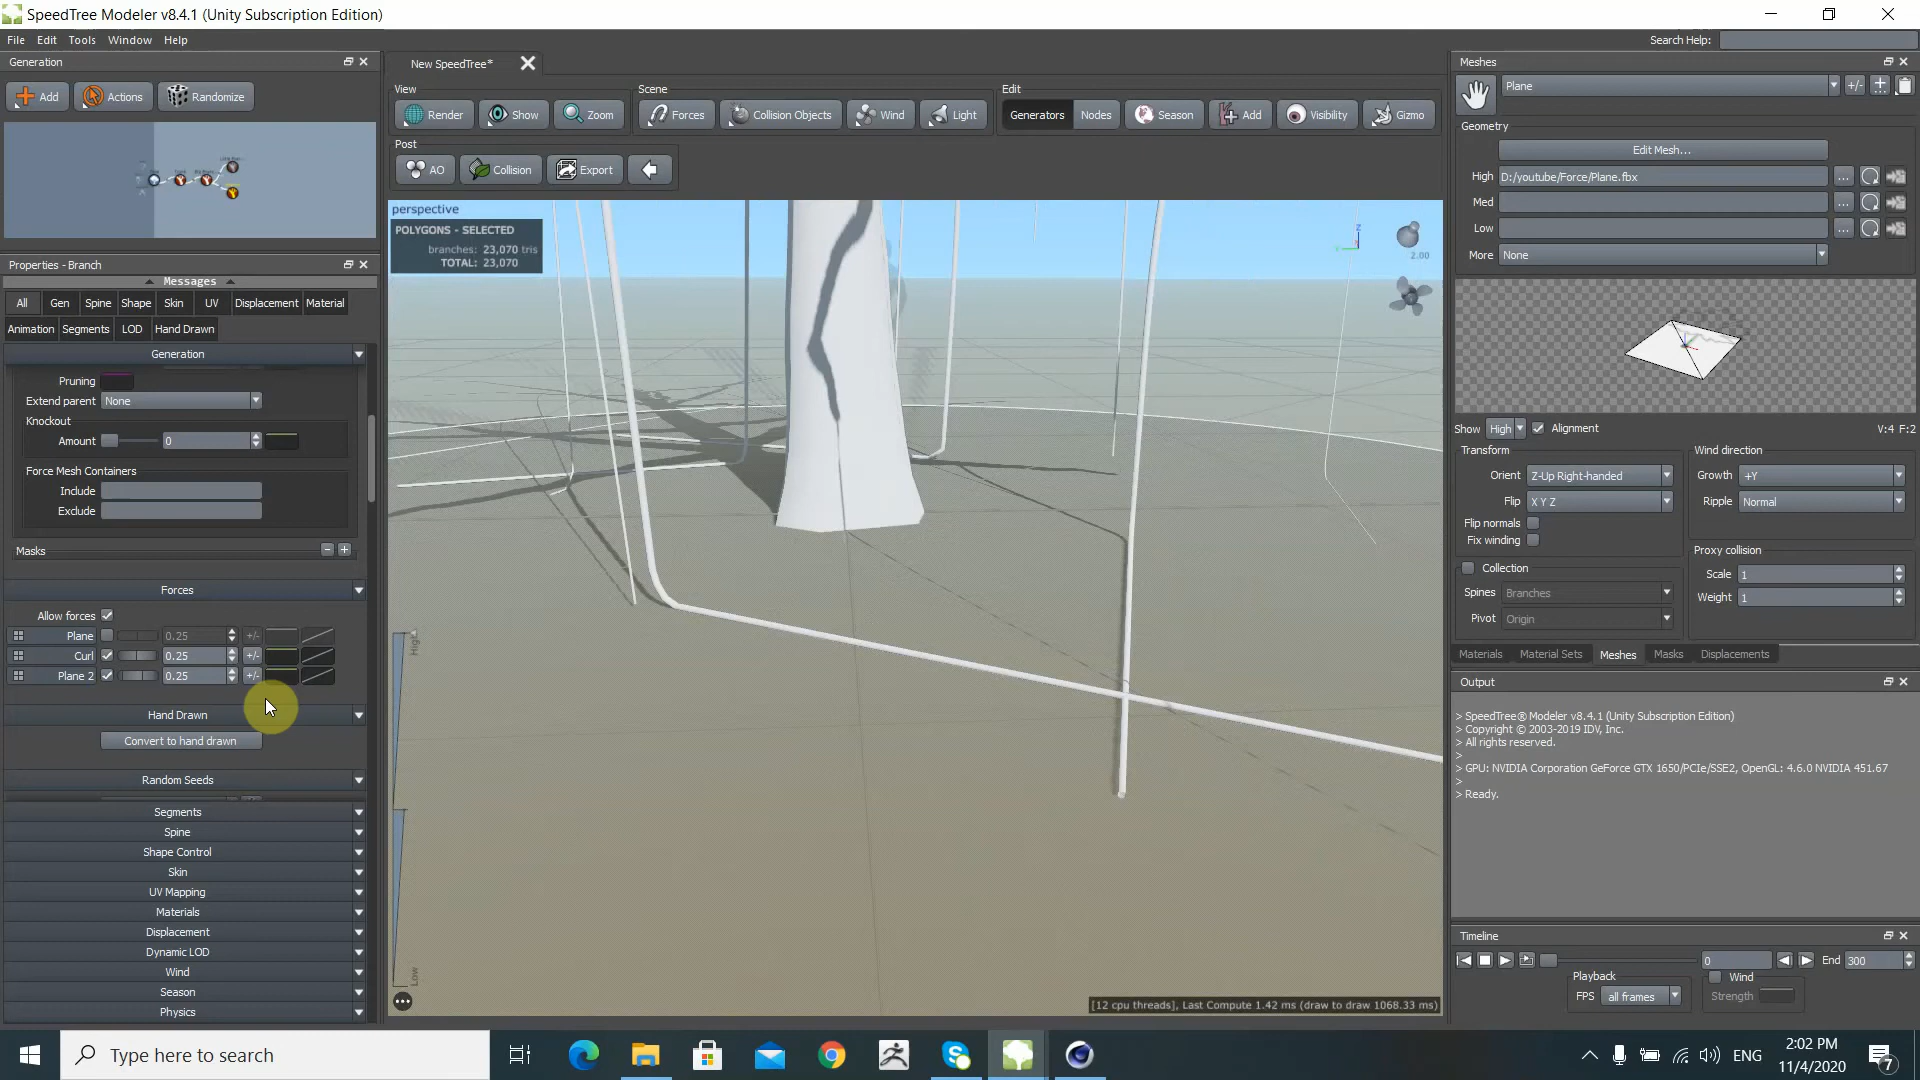 SpeedTree Modeler v8.4.1 (Unity Subscription Edition)
File Edit Tools Window Help
Search Help:
Generation
Add Actions Randomize
New SpeedTree*
View
Render Show Zoom
Scene
Forces Collision Objects Wind Light
Edit
Generators Nodes Season Add Visibility Gizmo
Post
AO Collision Export
perspective
POLYGONS - SELECTED
branches: 23,070 tris
TOTAL: 23,070
2.00
High
Low
[12 cpu threads], Last Compute 1.42 ms (draw to draw 1068.33 ms)
Properties - Branch
Messages
All Gen Spine Shape Skin UV Displacement Material
Animation Segments LOD Hand Drawn
Generation
Pruning
Extend parent None
Knockout
Amount 0
Force Mesh Containers
Include
Exclude
Masks - +
Forces
Allow forces
Plane 0.25 +/-
Curl 0.25 +/-
Plane 2 0.25 +/-
Hand Drawn
Convert to hand drawn
Random Seeds
Segments
Spine
Shape Control
Skin
UV Mapping
Materials
Displacement
Dynamic LOD
Wind
Season
Physics
Meshes
Plane +/-
Geometry
Edit Mesh...
High D:/youtube/Force/Plane.fbx ...
Med ...
Low ...
More None
Show High Alignment V:4 F:2
Transform
Orient Z-Up Right-handed
Flip X Y Z
Flip normals
Fix winding
Collection
Spines Branches
Pivot Origin
Wind direction
Growth +Y
Ripple Normal
Proxy collision
Scale 1
Weight 1
Materials Material Sets Meshes Masks Displacements
Output
> SpeedTree® Modeler v8.4.1 (Unity Subscription Edition)
> Copyright © 2003-2019 IDV, Inc.
> All rights reserved.
>
> GPU: NVIDIA Corporation GeForce GTX 1650/PCIe/SSE2, OpenGL: 4.6.0 NVIDIA 451.67
>
> Ready.
Timeline
0 End 300
Playback
FPS all frames
Wind
Strength
Type here to search
ENG
2:02 PM
11/4/2020
7